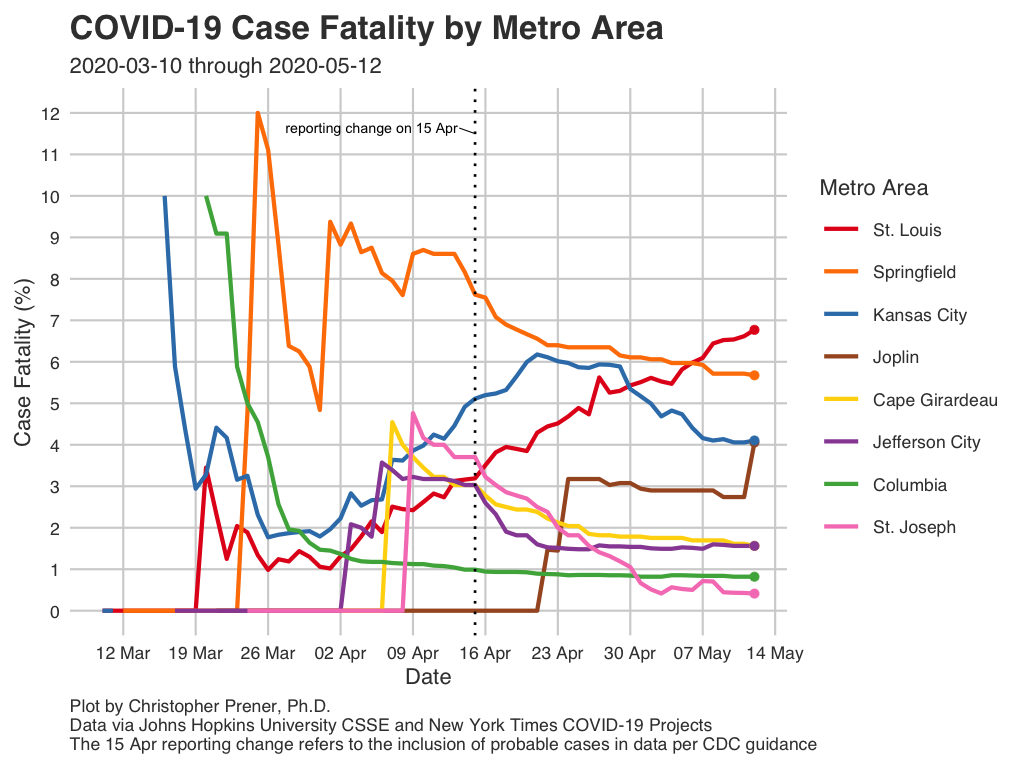 COVID-19 Case Fatality by Metro Area
2020-03-10 through 2020-05-12
reporting change on 15 Apr
Case Fatality (%)
12
11
10
9
8
7
6
5
4
3
2
1
0
12 Mar 19 Mar 26 Mar 02 Apr 09 Apr 16 Apr 23 Apr 30 Apr 07 May 14 May
Date
Metro Area
St. Louis
Springfield
Kansas City
Joplin
Cape Girardeau
Jefferson City
Columbia
St. Joseph
Plot by Christopher Prener, Ph.D.
Data via Johns Hopkins University CSSE and New York Times COVID-19 Projects
The 15 Apr reporting change refers to the inclusion of probable cases in data per CDC guidance